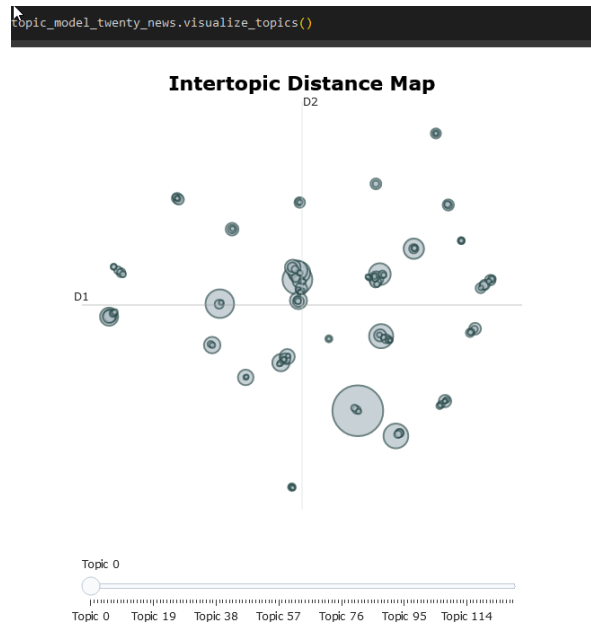 topic_model_twenty_news.visualize_topics()
Intertopic Distance Map
D2
D1
Topic 0
Topic 0 Topic 19 Topic 38 Topic 57 Topic 76 Topic 95 Topic 114